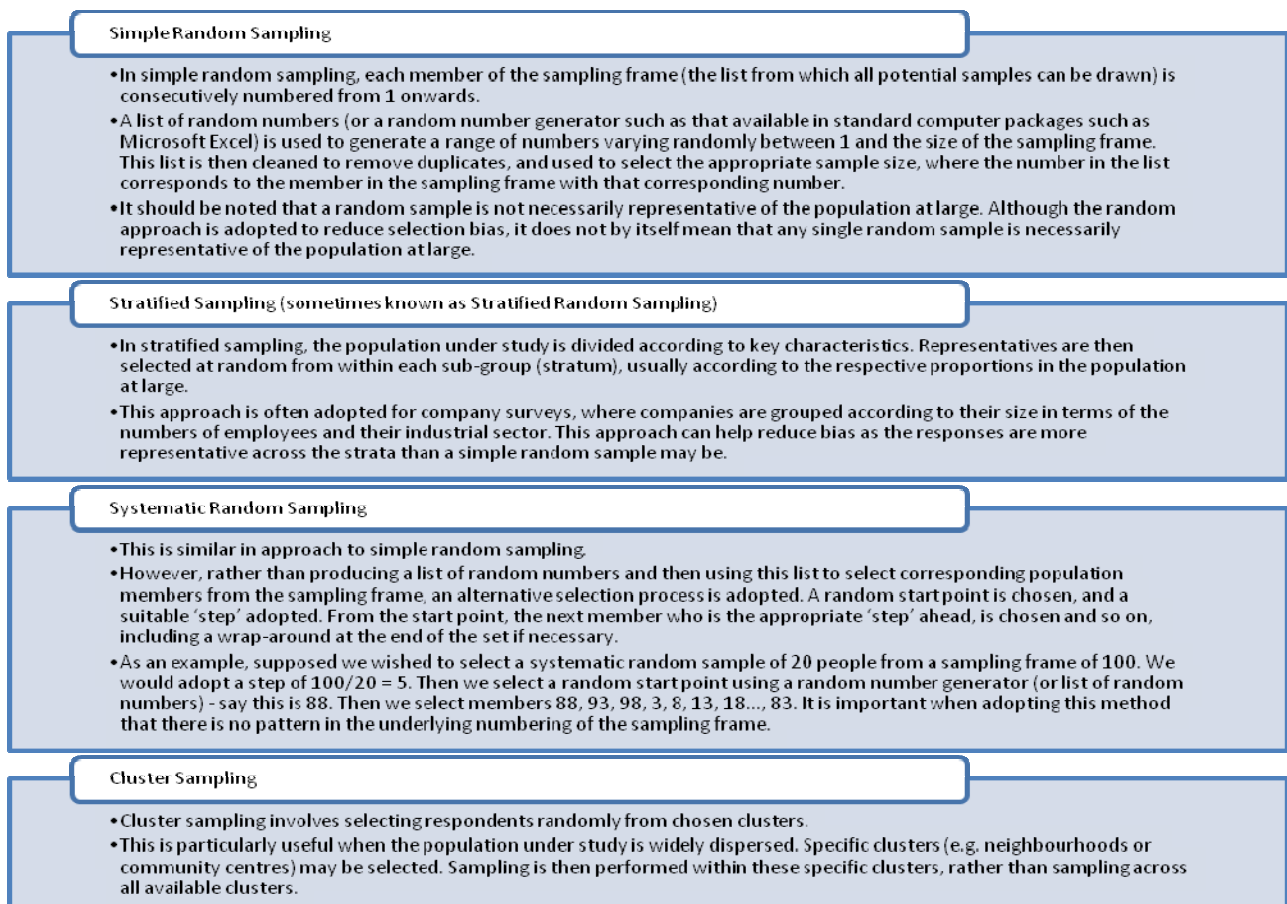 Simple Random Sampling
•In simple random sampling, each member of the sampling frame (the list from which all potential samples can be drawn) is
consecutively numbered from 1 onwards.
•A list of random numbers (or a random number generator such as that available in standard computer packages such as
Microsoft Excel) is used to generate a range of numbers varying randomly between 1 and the size of the sampling frame.
This list is then cleaned to remove duplicates, and used to select the appropriate sample size, where the number in the list
corresponds to the member in the sampling frame with that corresponding number.
•It should be noted that a random sample is not necessarily representative of the population at large. Although the random
approach is adopted to reduce selection bias, it does not by itself mean that any single random sample is necessarily
representative of the population at large.
Stratified Sampling (sometimes known as Stratified Random Sampling)
•In stratified sampling, the population under study is divided according to key characteristics. Representatives are then
selected at random from within each sub-group (stratum), usually according to the respective proportions in the population
at large.
•This approach is often adopted for company surveys, where companies are grouped according to their size in terms of the
numbers of employees and their industrial sector. This approach can help reduce bias as the responses are more
representative across the strata than a simple random sample may be.
Systematic Random Sampling
•This is similar in approach to simple random sampling.
•However, rather than producing a list of random numbers and then using this list to select corresponding population
members from the sampling frame, an alternative selection process is adopted. A random start point is chosen, and a
suitable ‘step’ adopted. From the start point, the next member who is the appropriate ‘step’ ahead, is chosen and so on,
including a wrap-around at the end of the set if necessary.
•As an example, supposed we wished to select a systematic random sample of 20 people from a sampling frame of 100. We
would adopt a step of 100/20 = 5. Then we select a random start point using a random number generator (or list of random
numbers) - say this is 88. Then we select members 88, 93, 98, 3, 8, 13, 18..., 83. It is important when adopting this method
that there is no pattern in the underlying numbering of the sampling frame.
Cluster Sampling
•Cluster sampling involves selecting respondents randomly from chosen clusters.
•This is particularly useful when the population under study is widely dispersed. Specific clusters (e.g. neighbourhoods or
community centres) may be selected. Sampling is then performed within these specific clusters, rather than sampling across
all available clusters.